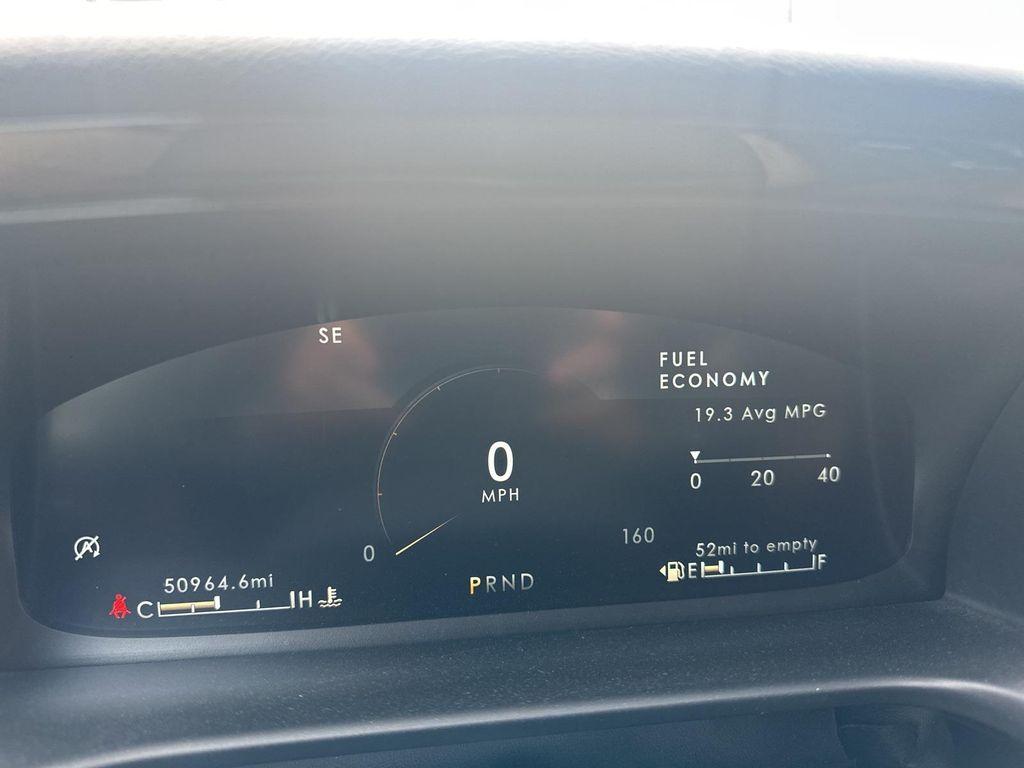 SE
FUEL
ECONOMY
19.3 Avg MPG
0 20 40
0
MPH
0
160
52mi to empty
E F
50964.6mi
C H
PRND
A